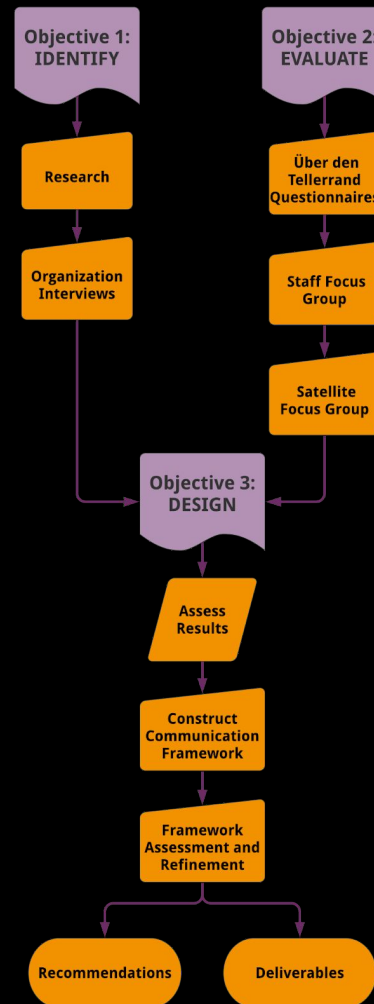 Objective 1:
IDENTIFY
Research
Organization
Interviews
Objective 2:
EVALUATE
Über den
Tellerrand
Questionnaires
Staff Focus
Group
Satellite
Focus Group
Objective 3:
DESIGN
Assess
Results
Construct
Communication
Framework
Framework
Assessment and
Refinement
Recommendations
Deliverables